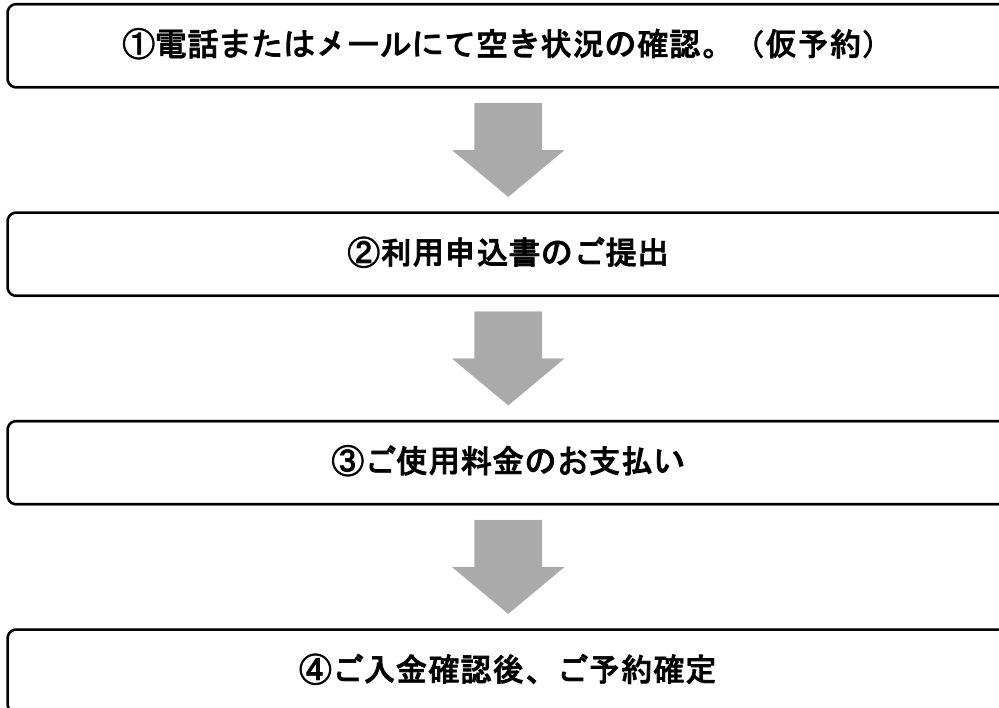 ①電話またはメールにて空き状況の確認。（仮予約）
②利用申込書のご提出
③ご使用料金のお支払い
④ご入金確認後、ご予約確定